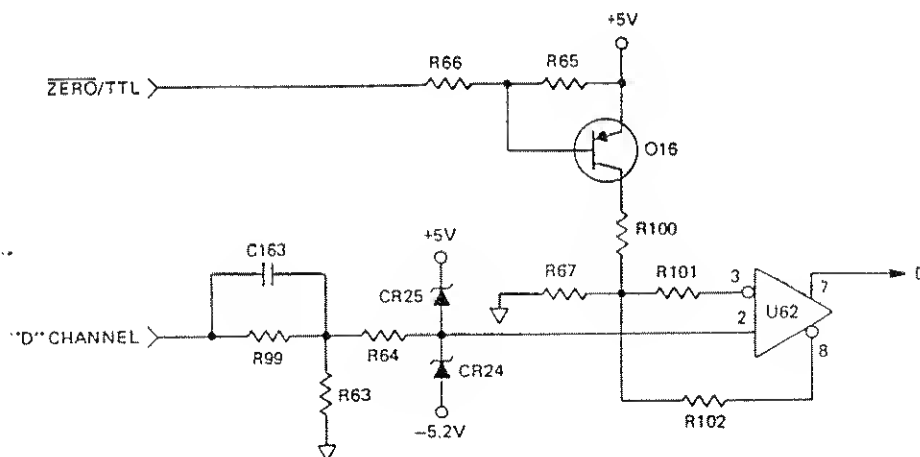 +5V
R66
R65
ZERO/TTL
O16
R100
C163
+5V
R67
R101
3
7
CR25
2
U62
"D" CHANNEL
R99
R64
CR24
8
R63
R102
-5.2V